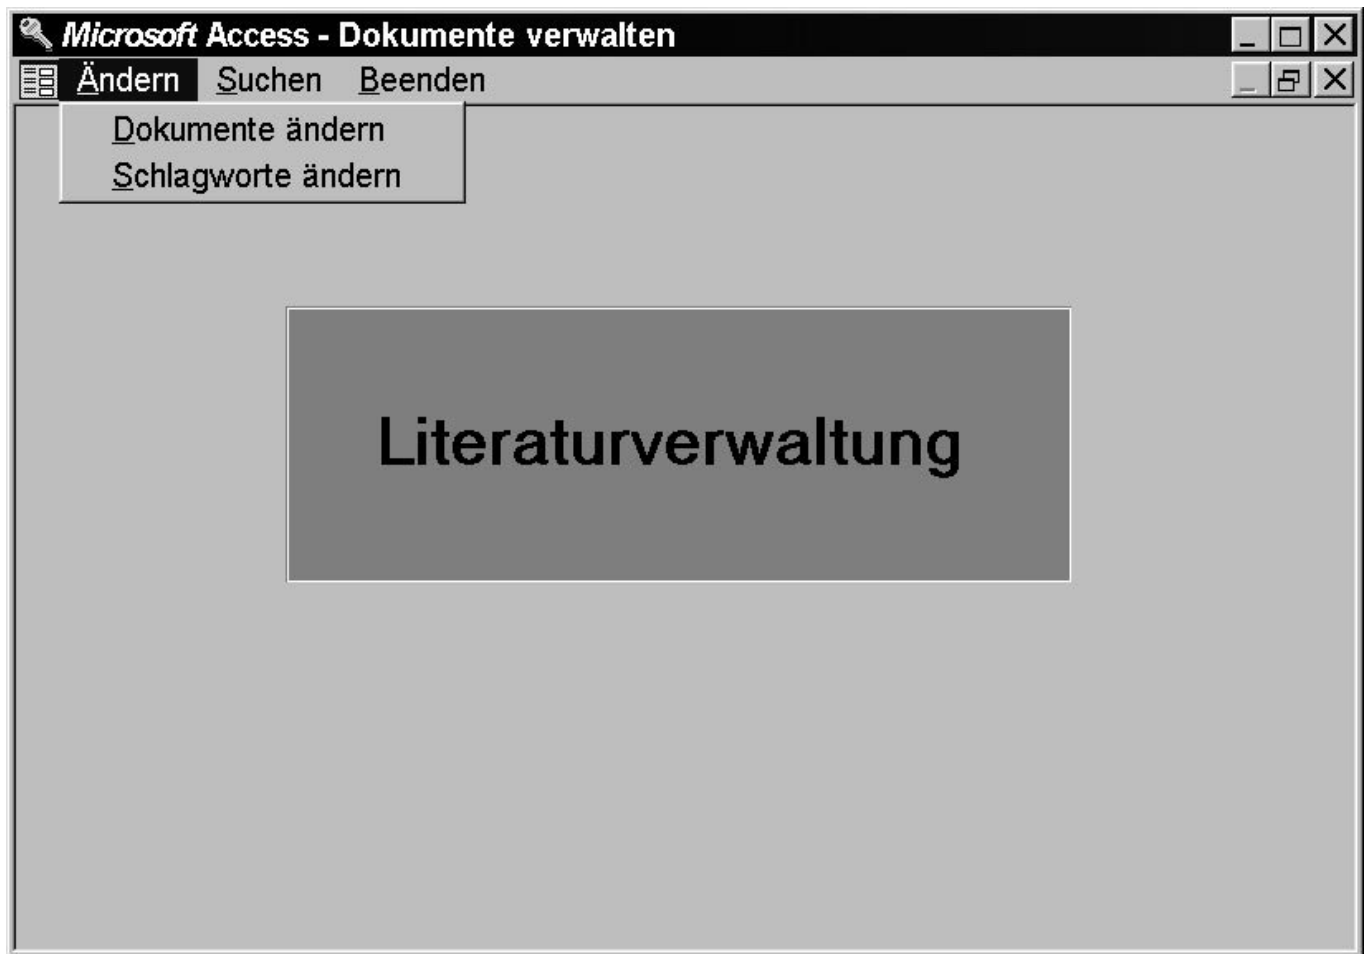 Microsoft Access - Dokumente verwalten
Ändern Suchen Beenden
Dokumente ändern
Schlagworte ändern
Literaturverwaltung